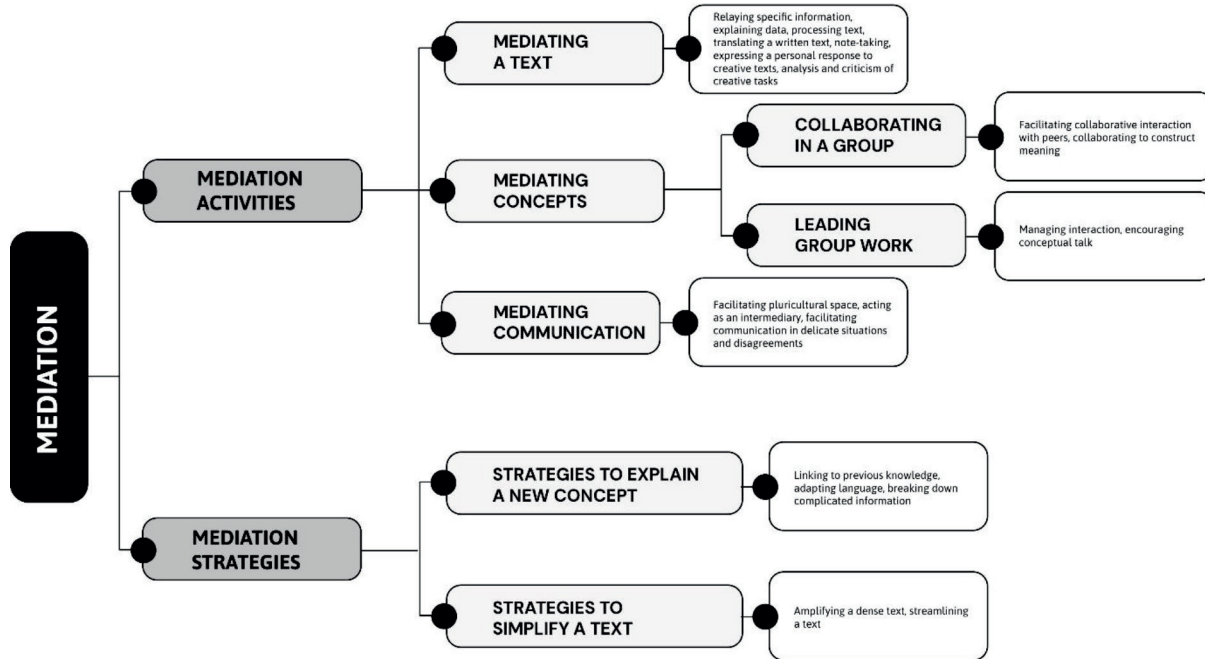 MEDIATION
MEDIATION
ACTIVITIES
MEDIATING
A TEXT
Relaying specific information,
explaining data, processing text,
translating a written text, note-taking,
expressing a personal response to
creative texts, analysis and criticism of
creative tasks
MEDIATING
CONCEPTS
COLLABORATING
IN A GROUP
Facilitating collaborative interaction
with peers, collaborating to construct
meaning
LEADING
GROUP WORK
Managing interaction, encouraging
conceptual talk
MEDIATING
COMMUNICATION
Facilitating pluricultural space, acting
as an intermediary, facilitating
communication in delicate situations
and disagreements
MEDIATION
STRATEGIES
STRATEGIES TO EXPLAIN
A NEW CONCEPT
Linking to previous knowledge,
adapting language, breaking down
complicated information
STRATEGIES TO
SIMPLIFY A TEXT
Amplifying a dense text, streamlining
a text